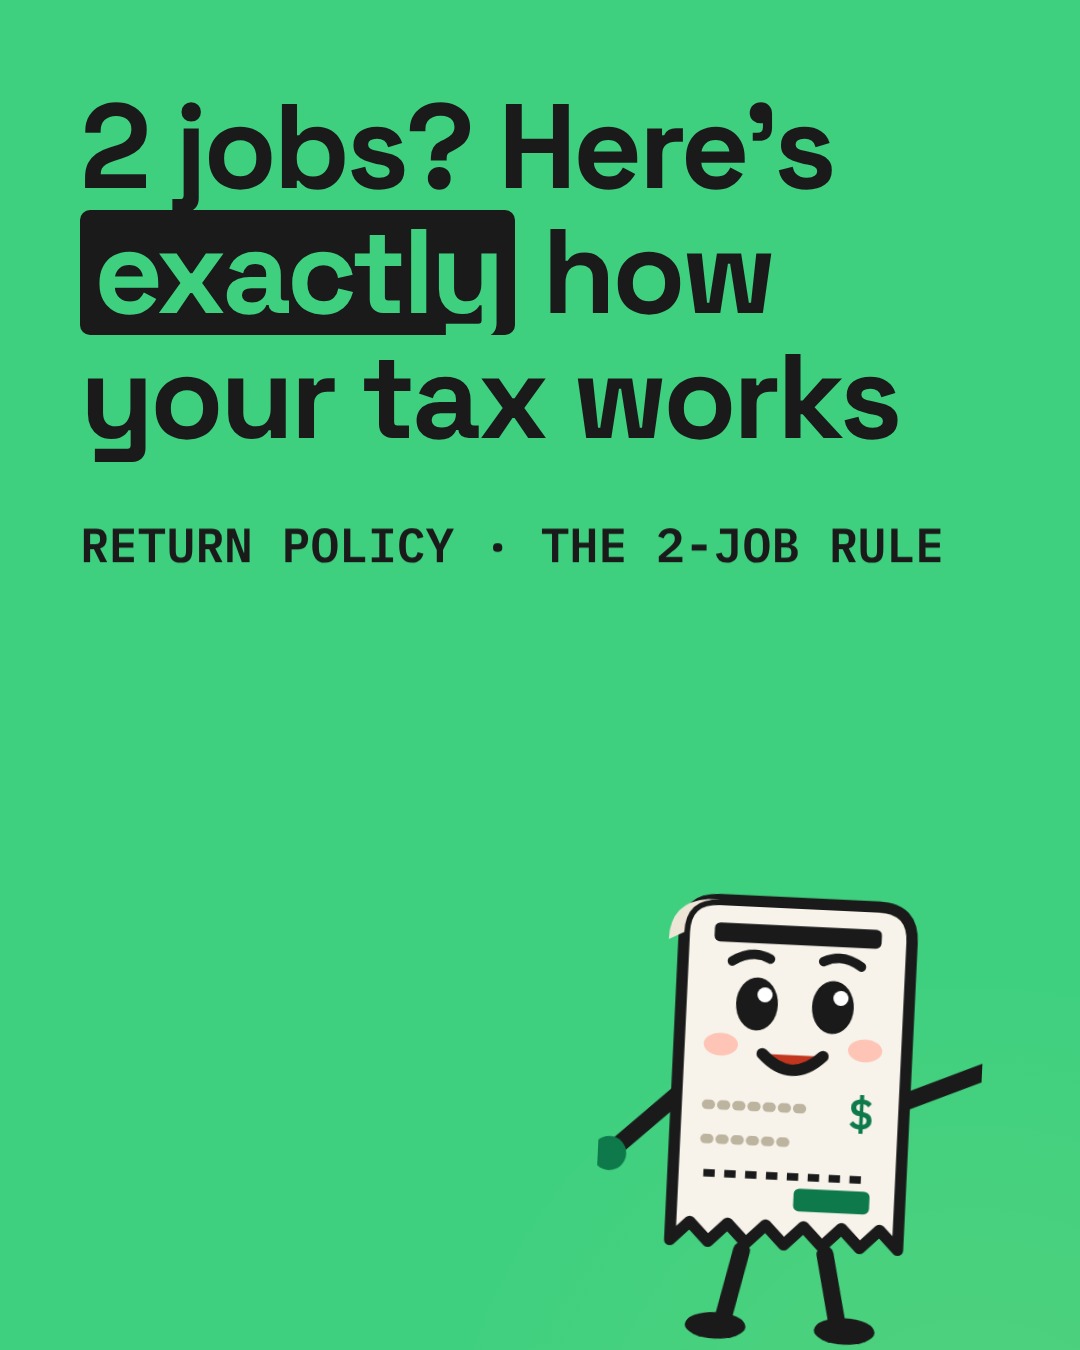 2 jobs? Here’s
exactly how
your tax works
RETURN POLICY · THE 2-JOB RULE
$